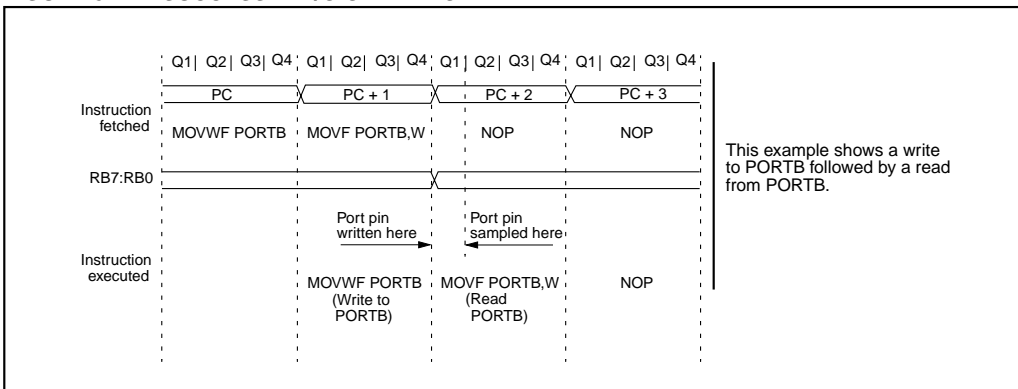 Q1| Q2| Q3| Q4 Q1| Q2| Q3| Q4 Q1| Q2| Q3| Q4 Q1| Q2| Q3| Q4
PC PC + 1 PC + 2 PC + 3
Instruction
fetched
MOVWF PORTB MOVF PORTB,W NOP NOP
This example shows a write
to PORTB followed by a read
from PORTB.
RB7:RB0
Port pin
written here
Port pin
sampled here
Instruction
executed
MOVWF PORTB
(Write to
PORTB)
MOVF PORTB,W
(Read
PORTB)
NOP